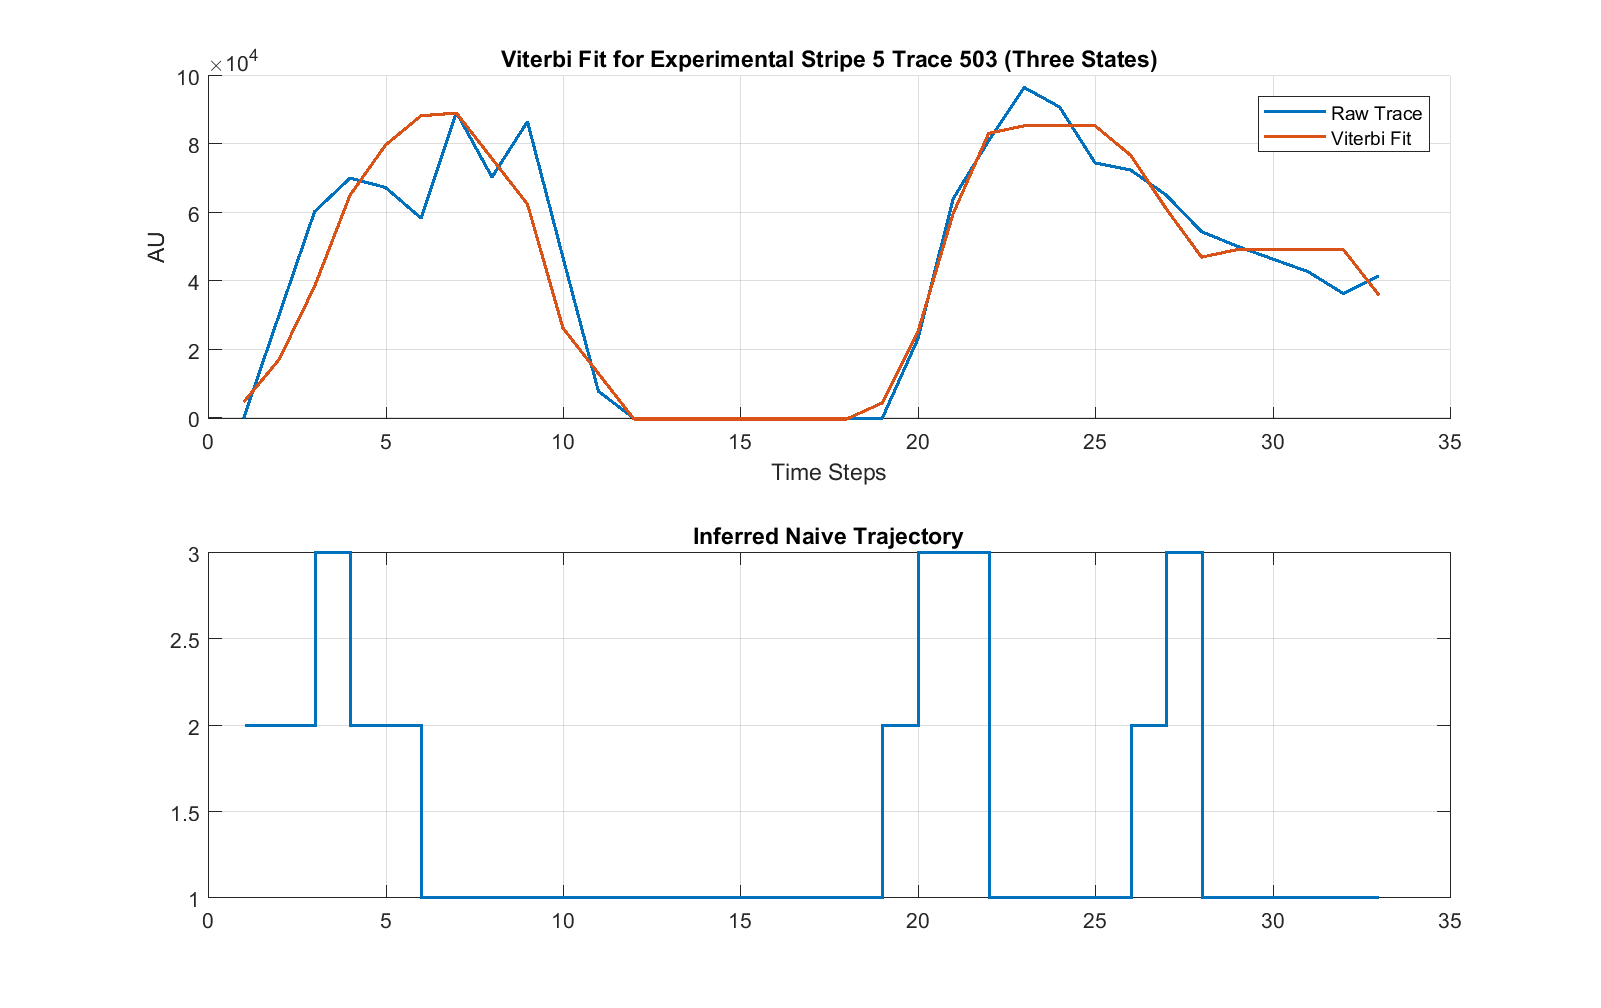 Viterbi Fit for Experimental Stripe 5 Trace 503 (Three States)
×10⁴
10
8
6
4
2
0
AU
Raw Trace
Viterbi Fit
0 5 10 15 20 25 30 35
Time Steps
Inferred Naive Trajectory
3
2.5
2
1.5
1
0 5 10 15 20 25 30 35